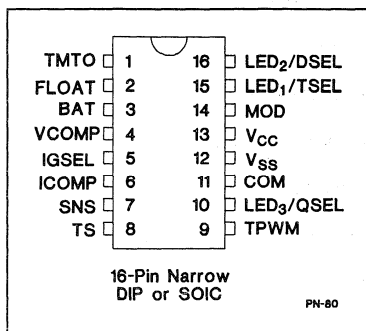 TMTO 1 16 LED2/DSEL
FLOAT 2 15 LED1/TSEL
BAT 3 14 MOD
VCOMP 4 13 VCC
IGSEL 5 12 VSS
ICOMP 6 11 COM
SNS 7 10 LED3/QSEL
TS 8 9 TPWM
16-Pin Narrow
DIP or SOIC
PN-80